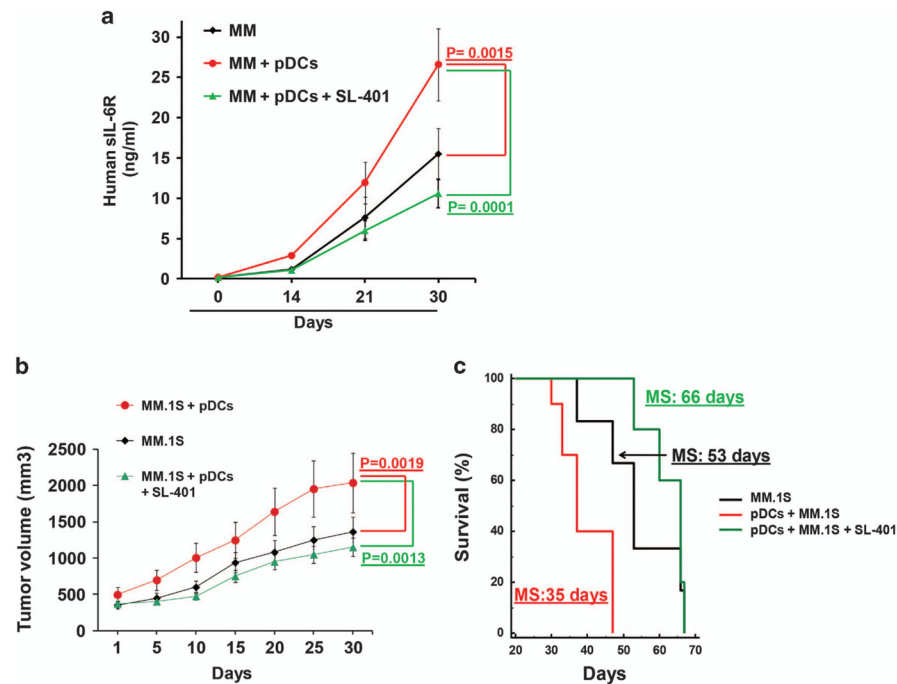 a
MM
MM + pDCs
MM + pDCs + SL-401
Human sIL-6R
(ng/ml)
30
25
20
15
10
5
0
0 14 21 30
Days
P= 0.0015
P= 0.0001
b
MM.1S + pDCs
MM.1S
MM.1S + pDCs
+ SL-401
Tumor volume (mm3)
2500
2000
1500
1000
500
0
1 5 10 15 20 25 30
Days
P=0.0019
P=0.0013
c
Survival (%)
100
80
60
40
20
0
20 30 40 50 60 70
Days
MS: 66 days
MS: 53 days
MS:35 days
MM.1S
pDCs + MM.1S
pDCs + MM.1S + SL-401